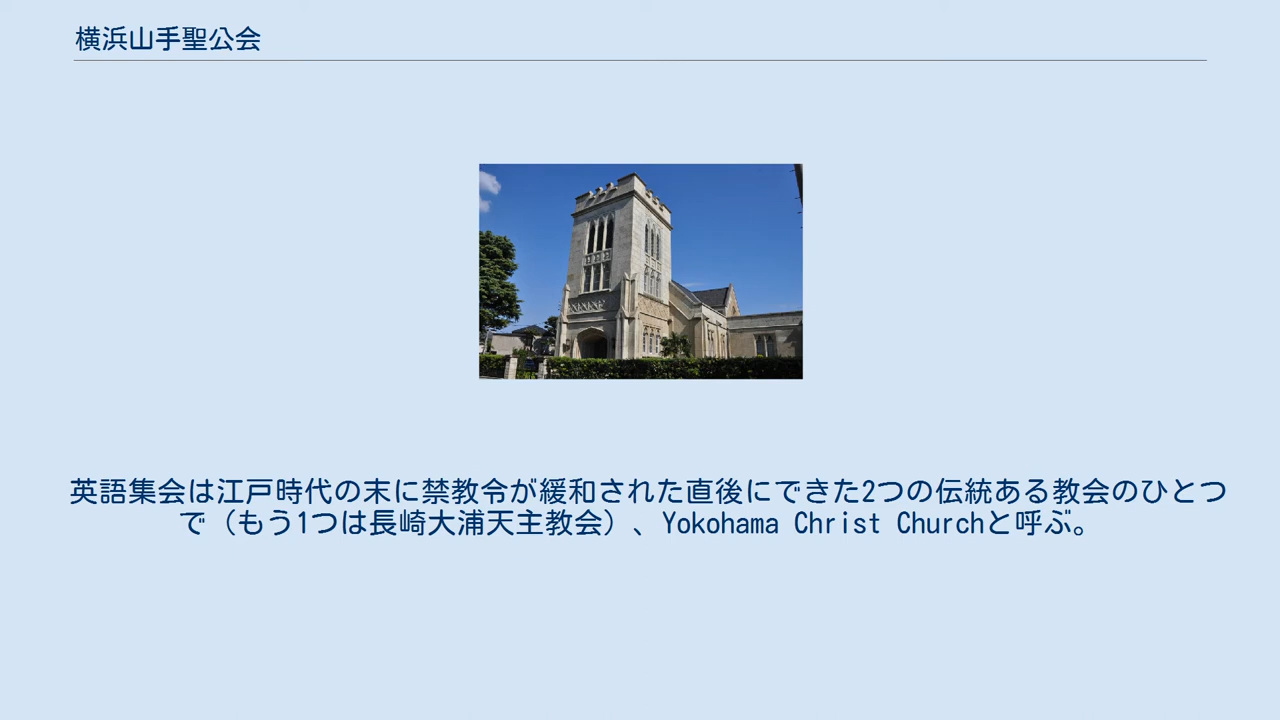 横浜山手聖公会
英語集会は江戸時代の末に禁教令が緩和された直後にできた2つの伝統ある教会のひとつ
で（もう1つは長崎大浦天主教会）、Yokohama Christ Churchと呼ぶ。